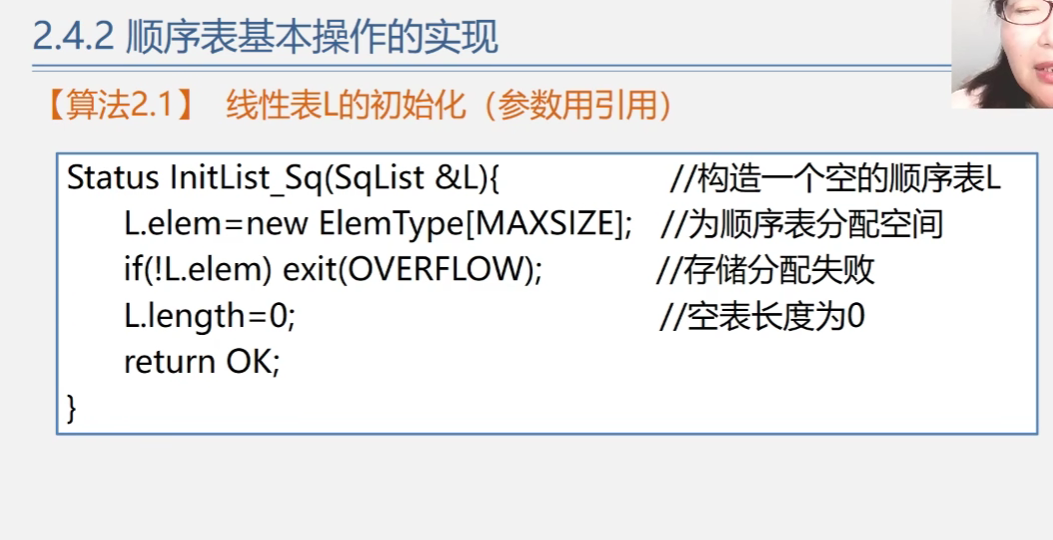 2.4.2 顺序表基本操作的实现
【算法2.1】 线性表L的初始化（参数用引用）
Status InitList_Sq(SqList &L){ //构造一个空的顺序表L
L.elem=new ElemType[MAXSIZE]; //为顺序表分配空间
if(!L.elem) exit(OVERFLOW); //存储分配失败
L.length=0; //空表长度为0
return OK;
}